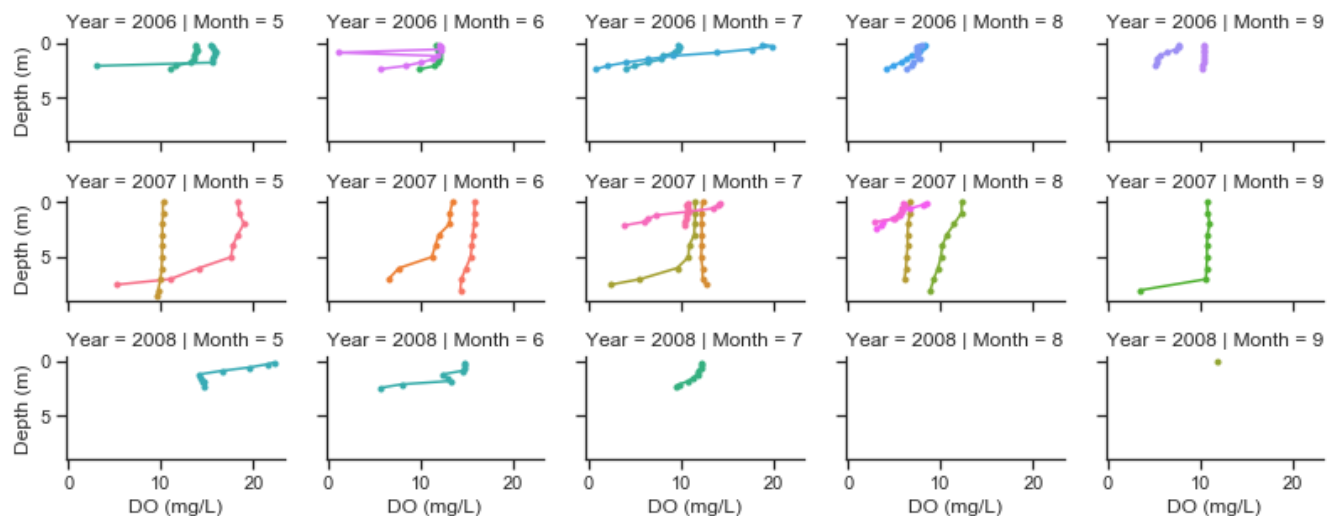 Year = 2006 | Month = 5 Year = 2006 | Month = 6 Year = 2006 | Month = 7 Year = 2006 | Month = 8 Year = 2006 | Month = 9
0
5
Depth (m)
Year = 2007 | Month = 5 Year = 2007 | Month = 6 Year = 2007 | Month = 7 Year = 2007 | Month = 8 Year = 2007 | Month = 9
0
5
Depth (m)
Year = 2008 | Month = 5 Year = 2008 | Month = 6 Year = 2008 | Month = 7 Year = 2008 | Month = 8 Year = 2008 | Month = 9
0
5
Depth (m)
0 10 20 0 10 20 0 10 20 0 10 20 0 10 20
DO (mg/L) DO (mg/L) DO (mg/L) DO (mg/L) DO (mg/L)